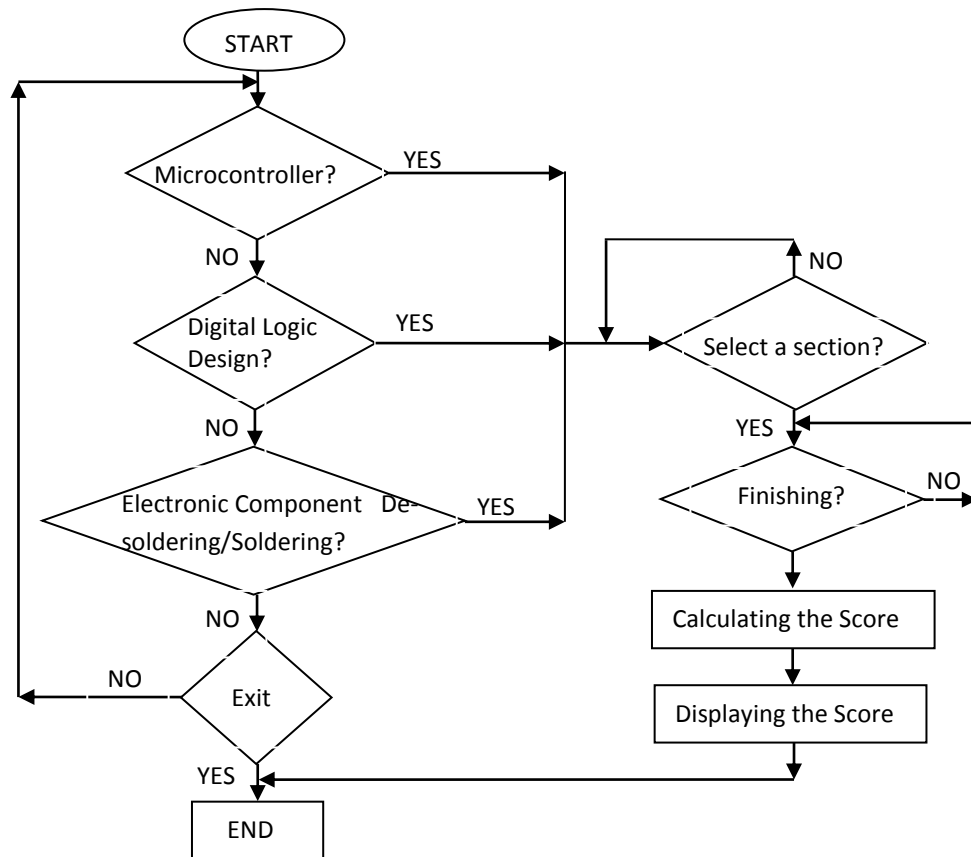 START
Microcontroller?
YES
NO
Digital Logic
Design?
YES
NO
Electronic Component De-
soldering/Soldering?
YES
NO
Exit
NO
YES
END
Select a section?
NO
YES
Finishing?
NO
Calculating the Score
Displaying the Score